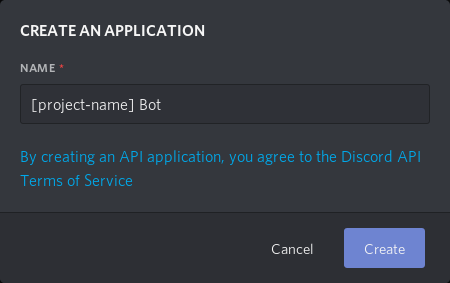 CREATE AN APPLICATION
NAME *
[project-name] Bot
By creating an API application, you agree to the Discord API
Terms of Service
Cancel
Create